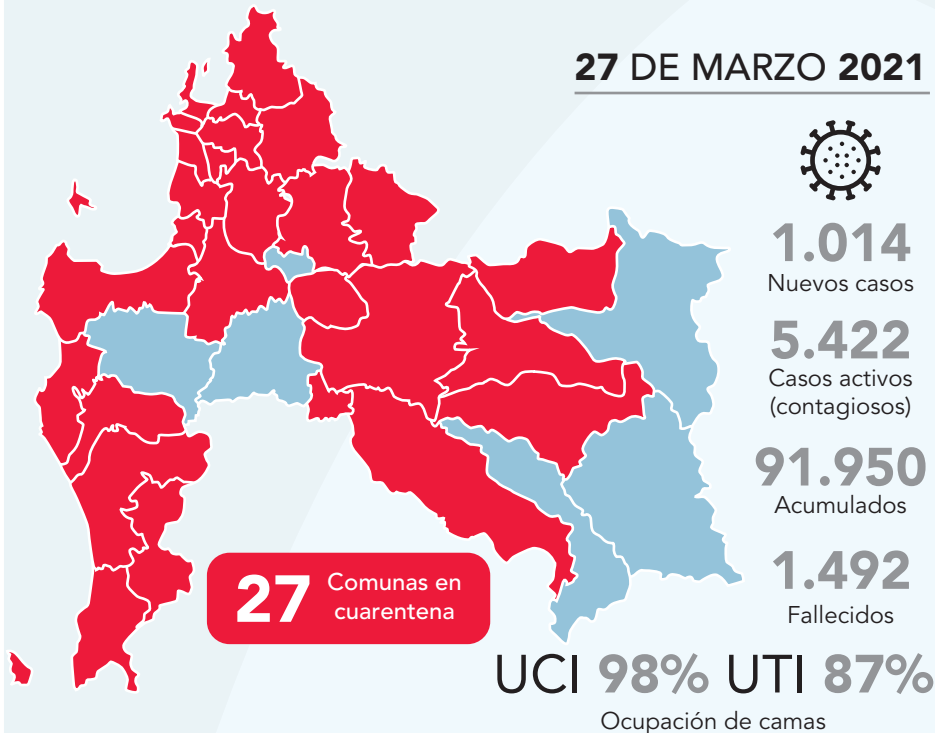 27 DE MARZO 2021
1.014
Nuevos casos
5.422
Casos activos
(contagiosos)
91.950
Acumulados
1.492
Fallecidos
27 Comunas en
cuarentena
UCI 98% UTI 87%
Ocupación de camas